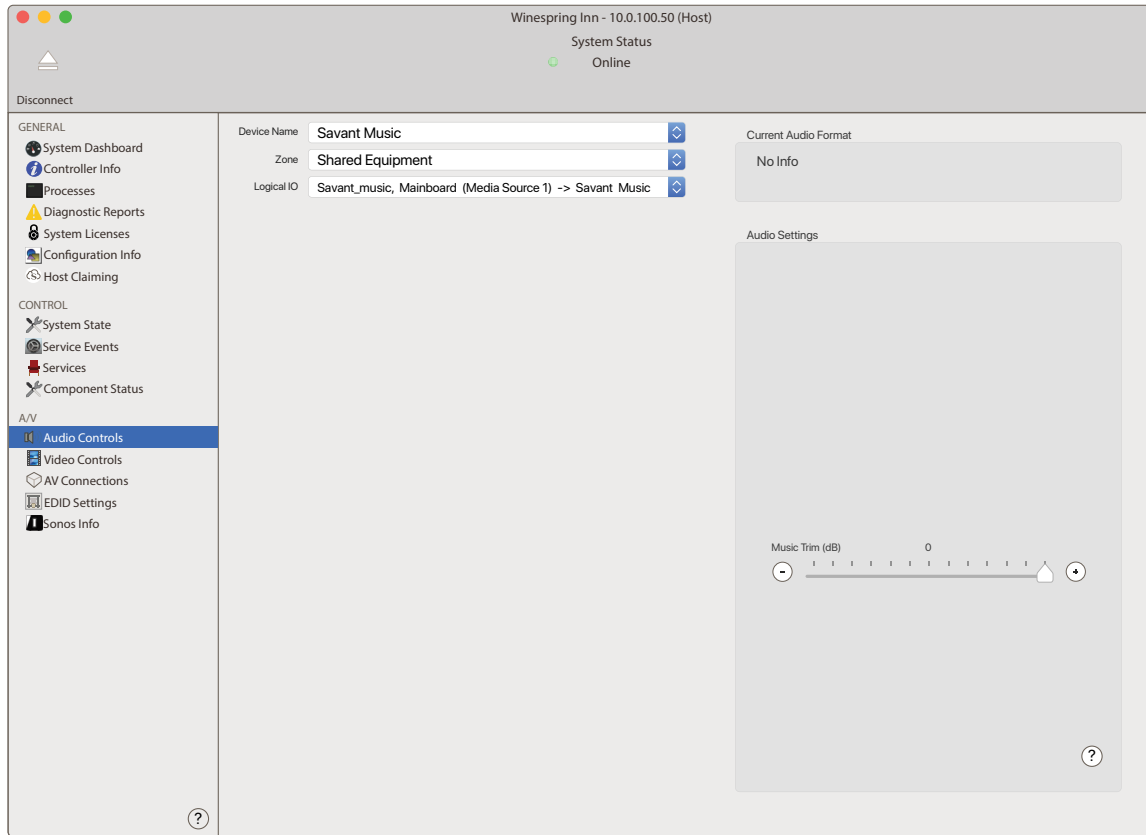 Winespring Inn - 10.0.100.50 (Host)
System Status
Online
Disconnect
GENERAL
System Dashboard
Controller Info
Processes
Diagnostic Reports
System Licenses
Configuration Info
Host Claiming
CONTROL
System State
Service Events
Services
Component Status
A/V
Audio Controls
Video Controls
AV Connections
EDID Settings
Sonos Info
?
Device Name Savant Music
Zone Shared Equipment
Logical IO Savant_music, Mainboard (Media Source 1) -> Savant Music
Current Audio Format
No Info
Audio Settings
Music Trim (dB) 0
- +
?